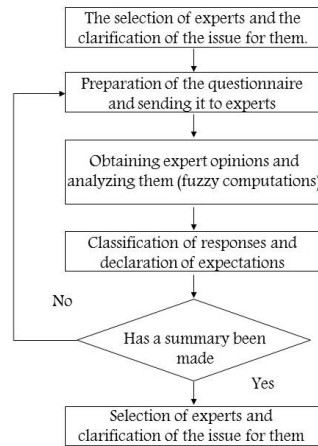 The selection of experts and the
clarification of the issue for them.
Preparation of the questionnaire
and sending it to experts
Obtaining expert opinions and
analyzing them (fuzzy computations)
Classification of responses and
declaration of expectations
No
Has a summary been
made
Yes
Selection of experts and
clarification of the issue for them